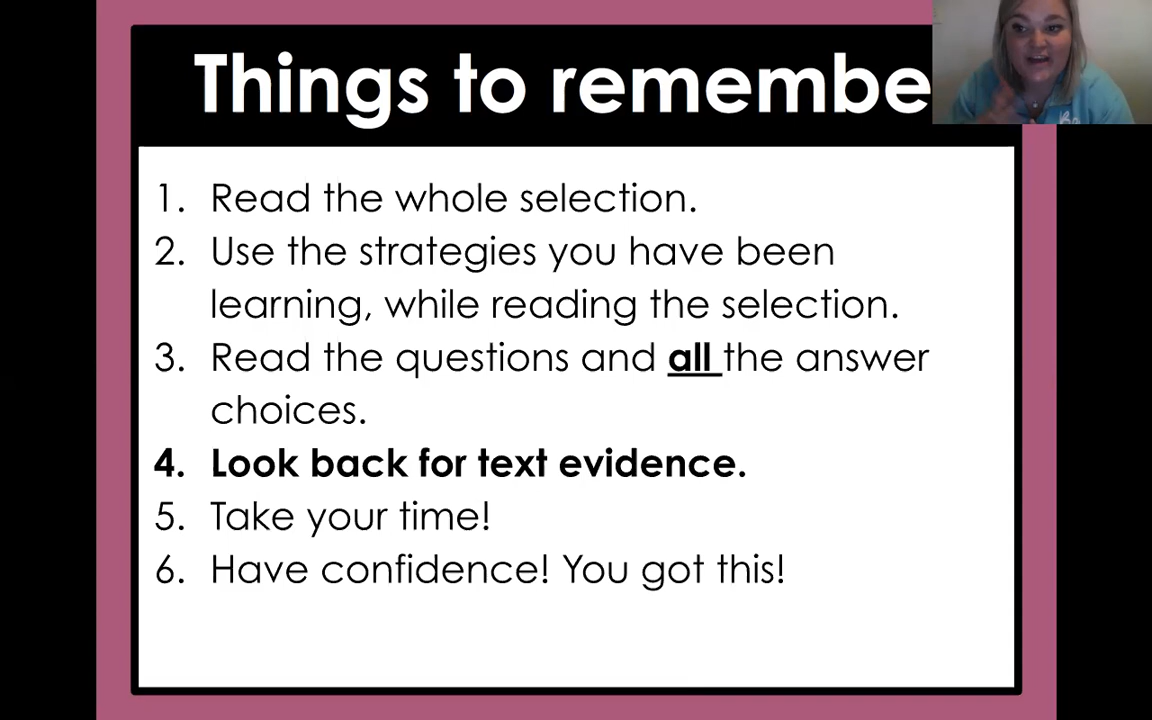 Things to remembe
1. Read the whole selection.
2. Use the strategies you have been
learning, while reading the selection.
3. Read the questions and all the answer
choices.
4. Look back for text evidence.
5. Take your time!
6. Have confidence! You got this!